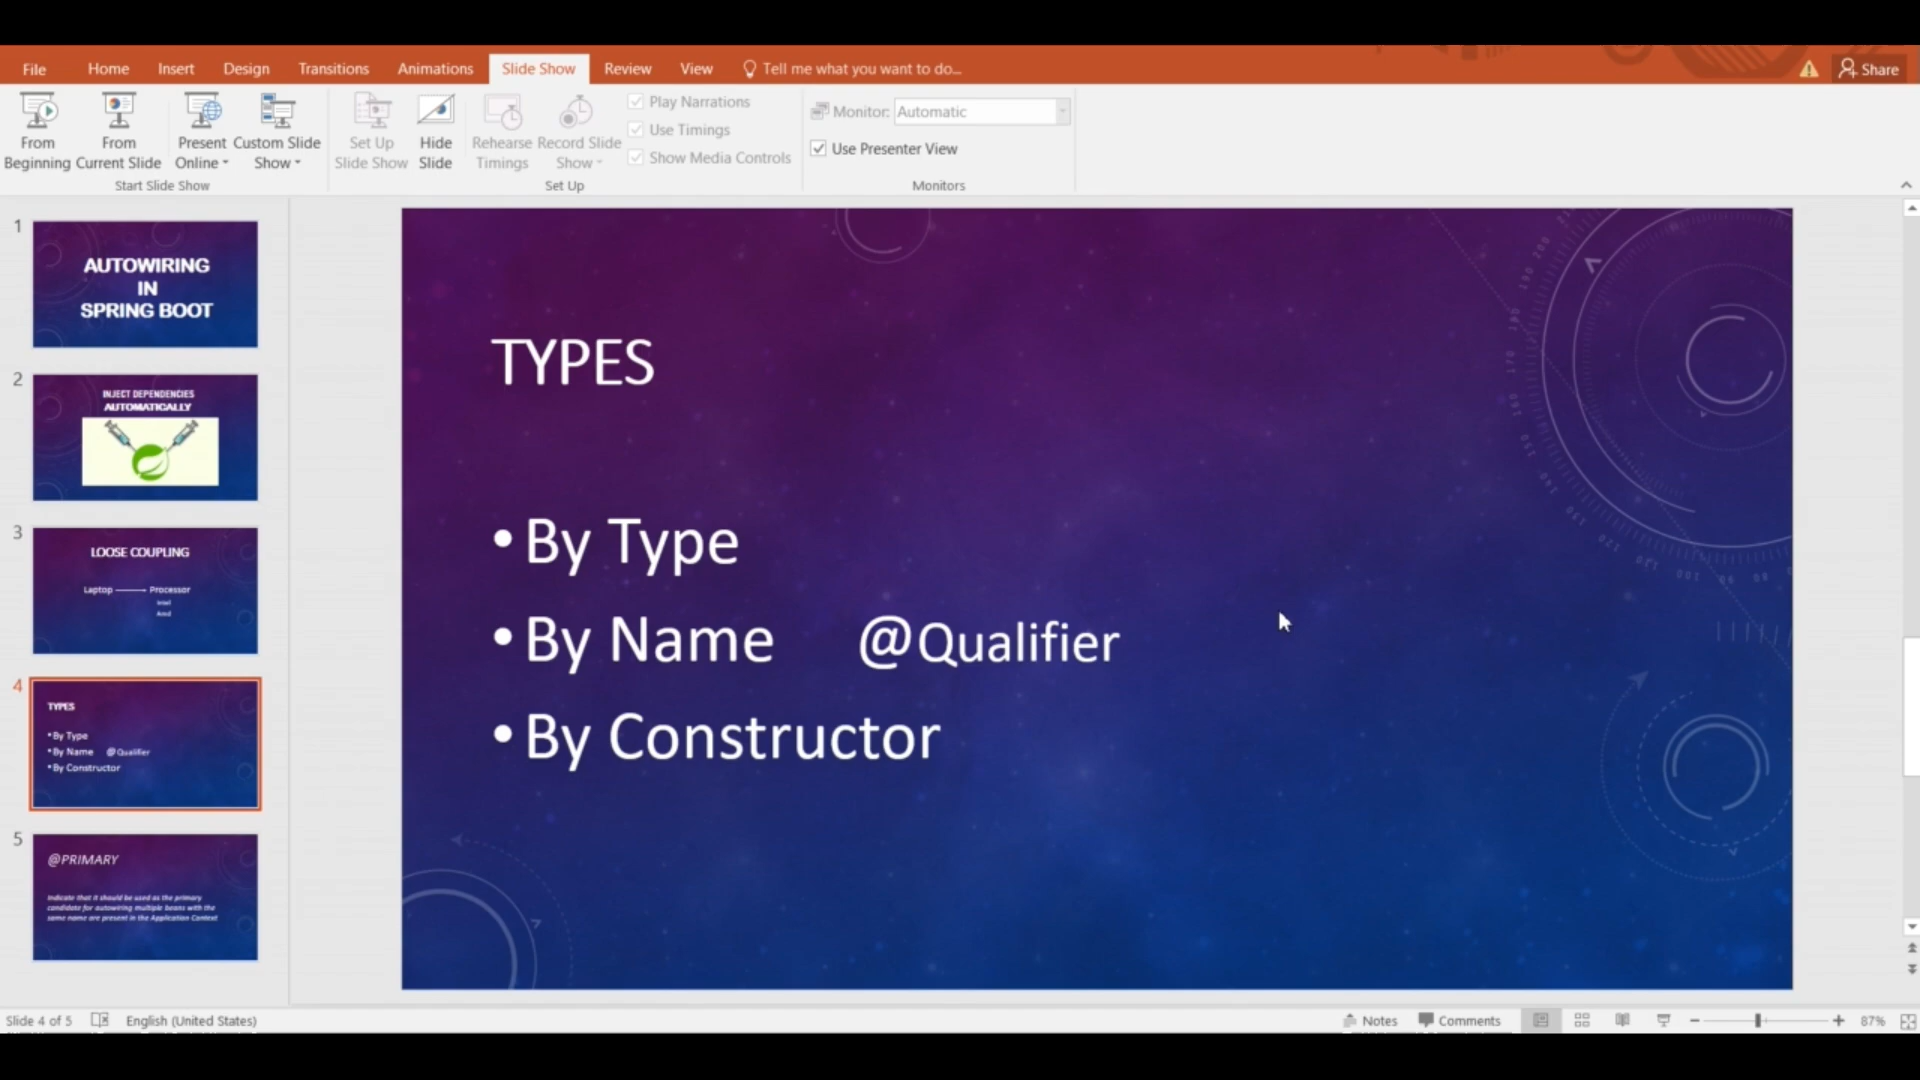 File Home Insert Design Transitions Animations Slide Show Review View Tell me what you want to do... Share
From Beginning
From Current Slide
Present Online
Custom Slide Show
Start Slide Show
Set Up Slide Show
Hide Slide
Rehearse Timings
Record Slide Show
Play Narrations
Use Timings
Show Media Controls
Set Up
Monitor: Automatic
Use Presenter View
Monitors
1
AUTOWIRING
IN
SPRING BOOT
2
INJECT DEPENDENCIES
AUTOMATICALLY
3
LOOSE COUPLING
Laptop Processor
Intel
Amd
4
TYPES
•By Type
•By Name @Qualifier
•By Constructor
5
@PRIMARY
Indicate that it should be used as the primary
candidate for autowiring multiple beans with the
same name are present in the Application Context
TYPES
• By Type
• By Name @Qualifier
• By Constructor
Slide 4 of 5 English (United States) Notes Comments 87%